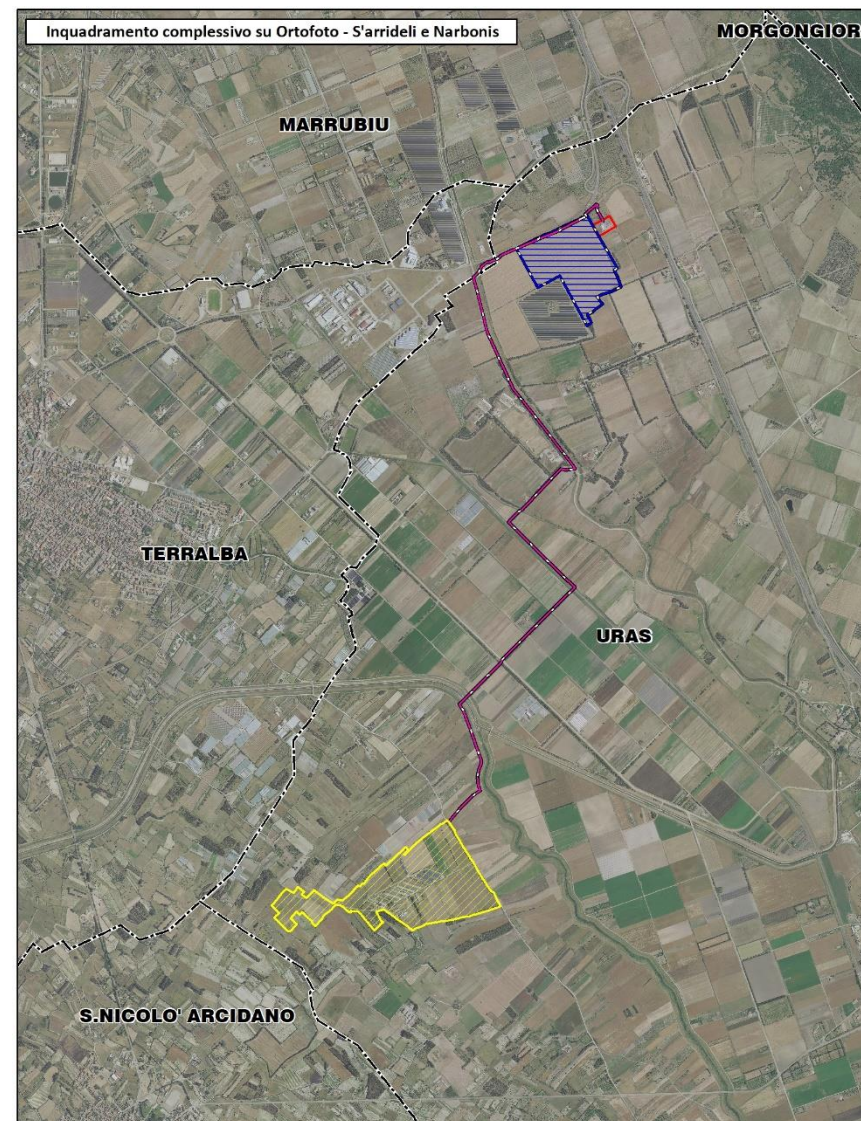 Inquadramento complessivo su Ortofoto - S'arrideli e Narbonis
MORGONGIOR
MARRUBIU
TERRALBA
URAS
S.NICOLO' ARCIDANO